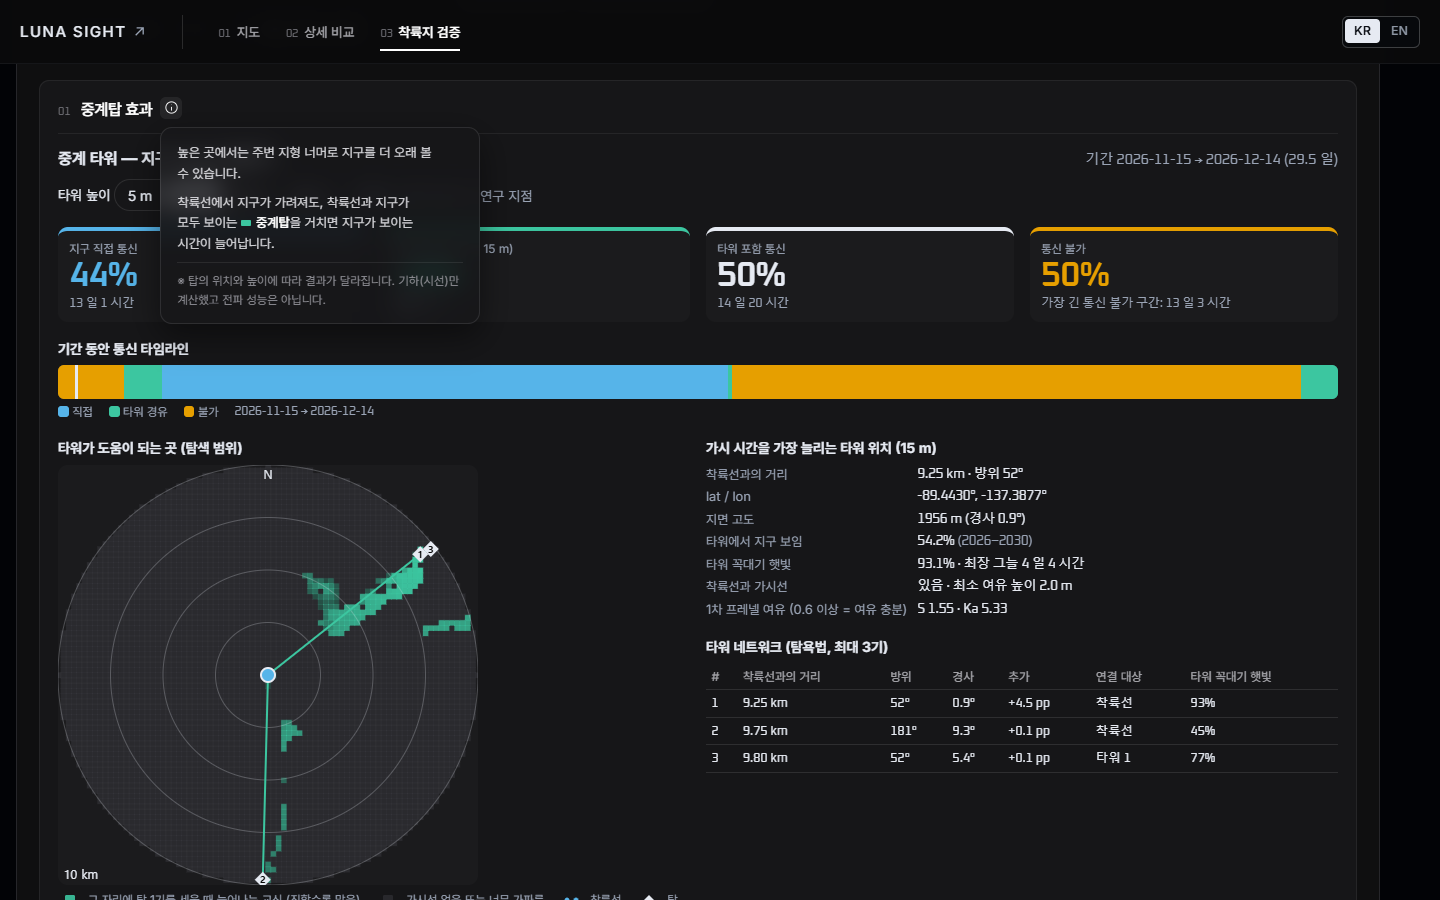 LUNA SIGHT ↗
01 지도
02 상세 비교
03 착륙지 검증
KR
EN
01 중계탑 효과
높은 곳에서는 주변 지형 너머로 지구를 더 오래 볼
수 있습니다.
착륙선에서 지구가 가려져도, 착륙선과 지구가
모두 보이는 중계탑을 거치면 지구가 보이는
시간이 늘어납니다.
※ 탑의 위치와 높이에 따라 결과가 달라집니다. 기하(시선)만
계산했고 전파 성능은 아닙니다.
중계 타워 — 지구
기간 2026-11-15 → 2026-12-14 (29.5 일)
타워 높이 5 m
연구 지점
지구 직접 통신
44%
13 일 1 시간
15 m)
타워 포함 통신
50%
14 일 20 시간
통신 불가
50%
가장 긴 통신 불가 구간: 13 일 3 시간
기간 동안 통신 타임라인
직접 타워 경유 불가 2026-11-15 → 2026-12-14
타워가 도움이 되는 곳 (탐색 범위)
N
1
3
2
10 km
가시 시간을 가장 늘리는 타워 위치 (15 m)
착륙선과의 거리 9.25 km · 방위 52°
lat / lon -89.4430°, -137.3877°
지면 고도 1956 m (경사 0.9°)
타워에서 지구 보임 54.2% (2026–2030)
타워 꼭대기 햇빛 93.1% · 최장 그늘 4 일 4 시간
착륙선과 가시선 있음 · 최소 여유 높이 2.0 m
1차 프레넬 여유 (0.6 이상 = 여유 충분) S 1.55 · Ka 5.33
타워 네트워크 (탐욕법, 최대 3기)
# 착륙선과의 거리 방위 경사 추가 연결 대상 타워 꼭대기 햇빛
1 9.25 km 52° 0.9° +4.5 pp 착륙선 93%
2 9.75 km 181° 9.3° +0.1 pp 착륙선 45%
3 9.80 km 52° 5.4° +0.1 pp 타워 1 77%